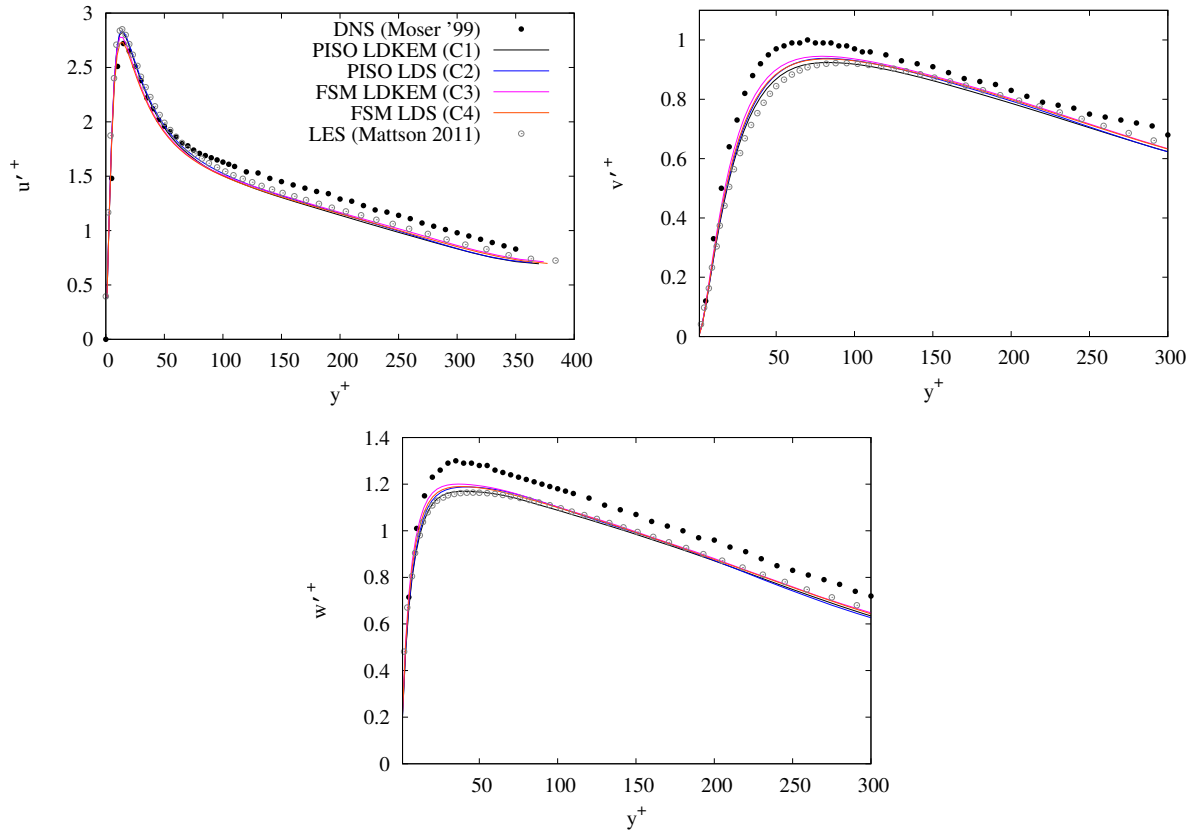 3
2.5
2
1.5
1
0.5
0
u′⁺
0 50 100 150 200 250 300 350 400
y⁺
DNS (Moser '99)
PISO LDKEM (C1)
PISO LDS (C2)
FSM LDKEM (C3)
FSM LDS (C4)
LES (Mattson 2011)
1
0.8
0.6
0.4
0.2
0
v′⁺
50 100 150 200 250 300
y⁺
1.4
1.2
1
0.8
0.6
0.4
0.2
0
w′⁺
50 100 150 200 250 300
y⁺